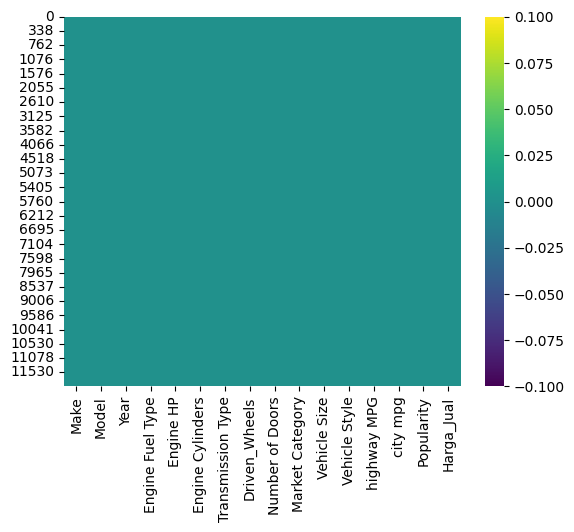 0
338
762
1076
1576
2055
2610
3125
3582
4066
4518
5073
5405
5760
6212
6695
7104
7598
7965
8537
9006
9586
10041
10530
11078
11530
Make
Model
Year
Engine Fuel Type
Engine HP
Engine Cylinders
Transmission Type
Driven_Wheels
Number of Doors
Market Category
Vehicle Size
Vehicle Style
highway MPG
city mpg
Popularity
Harga_Jual
0.100
0.075
0.050
0.025
0.000
−0.025
−0.050
−0.075
−0.100